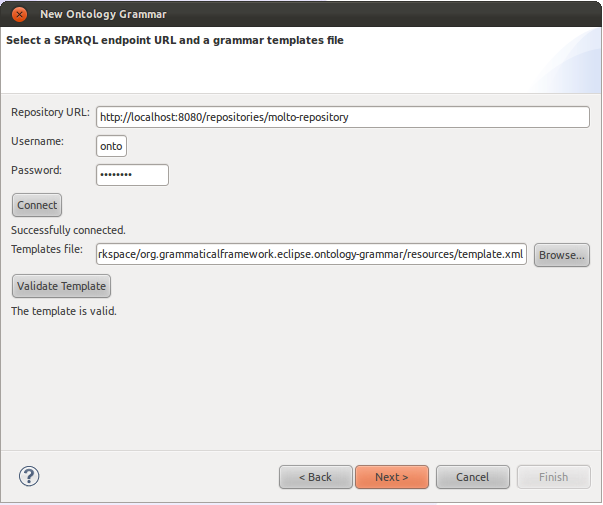 New Ontology Grammar
Select a SPARQL endpoint URL and a grammar templates file
Repository URL: http://localhost:8080/repositories/molto-repository
Username: onto
Password: ••••••••
Connect
Successfully connected.
Templates file: rkspace/org.grammaticalframework.eclipse.ontology-grammar/resources/template.xml Browse...
Validate Template
The template is valid.
? < Back Next > Cancel Finish